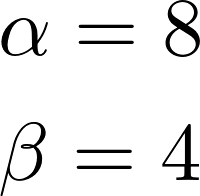 α = 8
β = 4